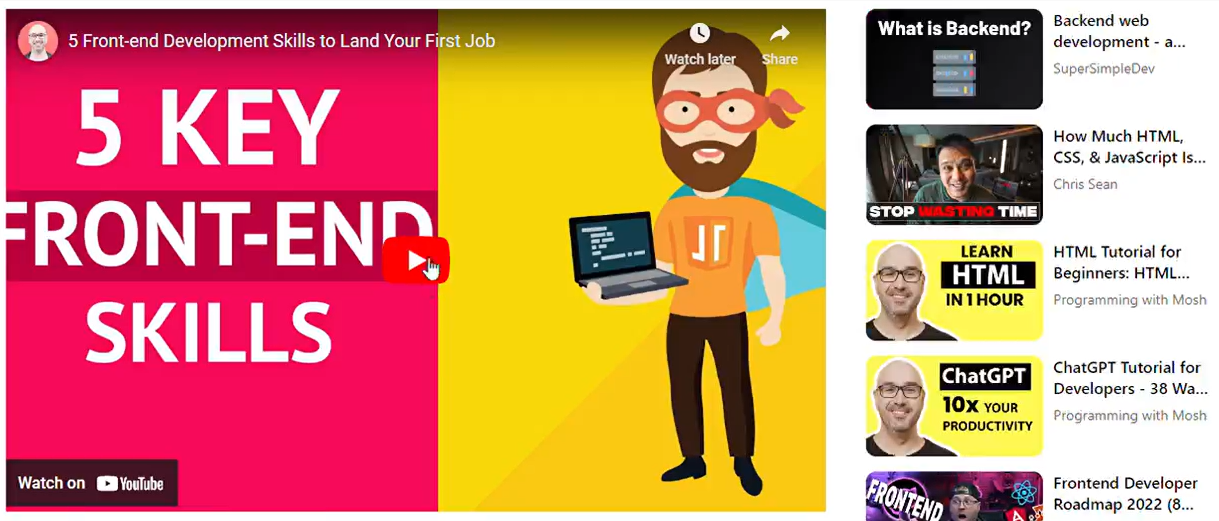 5 Front-end Development Skills to Land Your First Job
Watch later
Share
5 KEY
FRONT-END
SKILLS
Watch on YouTube
What is Backend?
Backend web
development - a...
SuperSimpleDev
STOP WASTING TIME
How Much HTML,
CSS, & JavaScript Is...
Chris Sean
LEARN
HTML
IN 1 HOUR
HTML Tutorial for
Beginners: HTML...
Programming with Mosh
ChatGPT
10x YOUR
PRODUCTIVITY
ChatGPT Tutorial for
Developers - 38 Wa...
Programming with Mosh
FRONTEND
Frontend Developer
Roadmap 2022 (8...